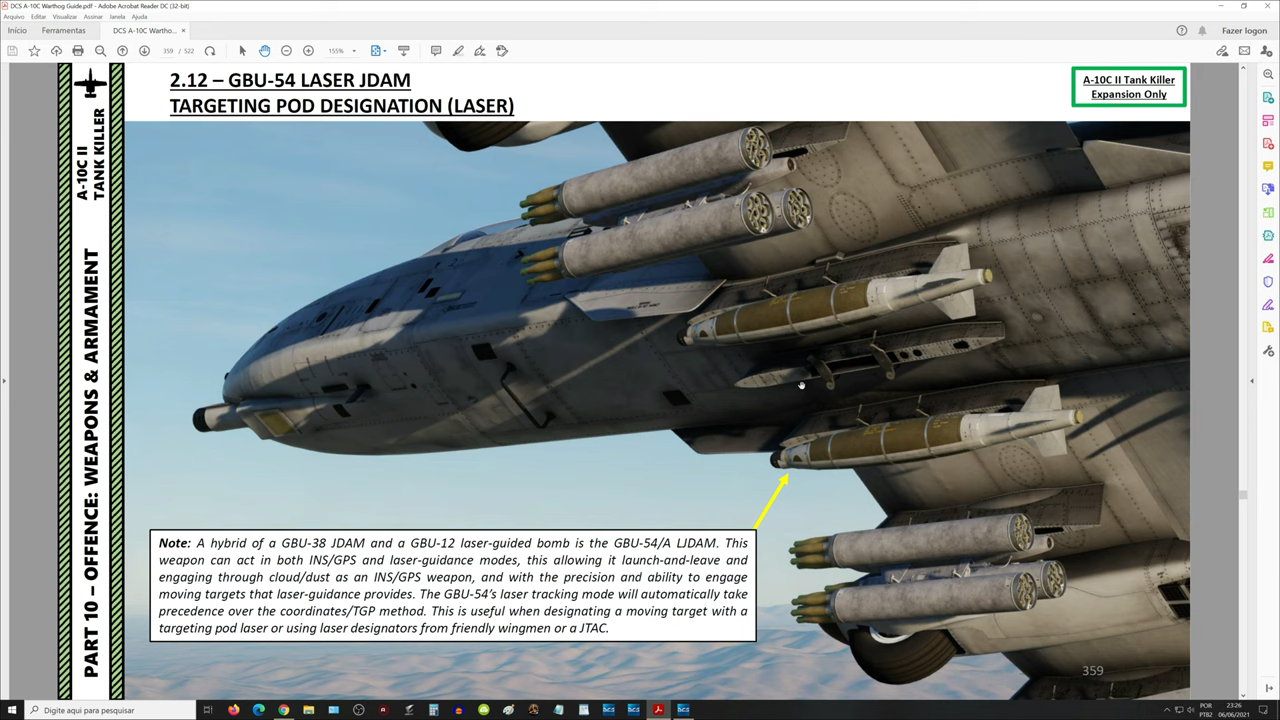 DCS A-10C Warthog Guide.pdf - Adobe Acrobat Reader DC (32-bit)
Arquivo Editar Visualizar Assinar Janela Ajuda
Início Ferramentas DCS A-10C Wartho... × Fazer logon
359 / 522 155%
2.12 – GBU-54 LASER JDAM
TARGETING POD DESIGNATION (LASER)
A-10C II Tank Killer
Expansion Only
A-10C II
TANK KILLER
PART 10 – OFFENCE: WEAPONS & ARMAMENT
Note: A hybrid of a GBU-38 JDAM and a GBU-12 laser-guided bomb is the GBU-54/A LJDAM. This
weapon can act in both INS/GPS and laser-guidance modes, this allowing it launch-and-leave and
engaging through cloud/dust as an INS/GPS weapon, and with the precision and ability to engage
moving targets that laser-guidance provides. The GBU-54's laser tracking mode will automatically take
precedence over the coordinates/TGP method. This is useful when designating a moving target with a
targeting pod laser or using laser designators from friendly wingmen or a JTAC.
359
Digite aqui para pesquisar
POR 23:26
PTB2 06/06/2021